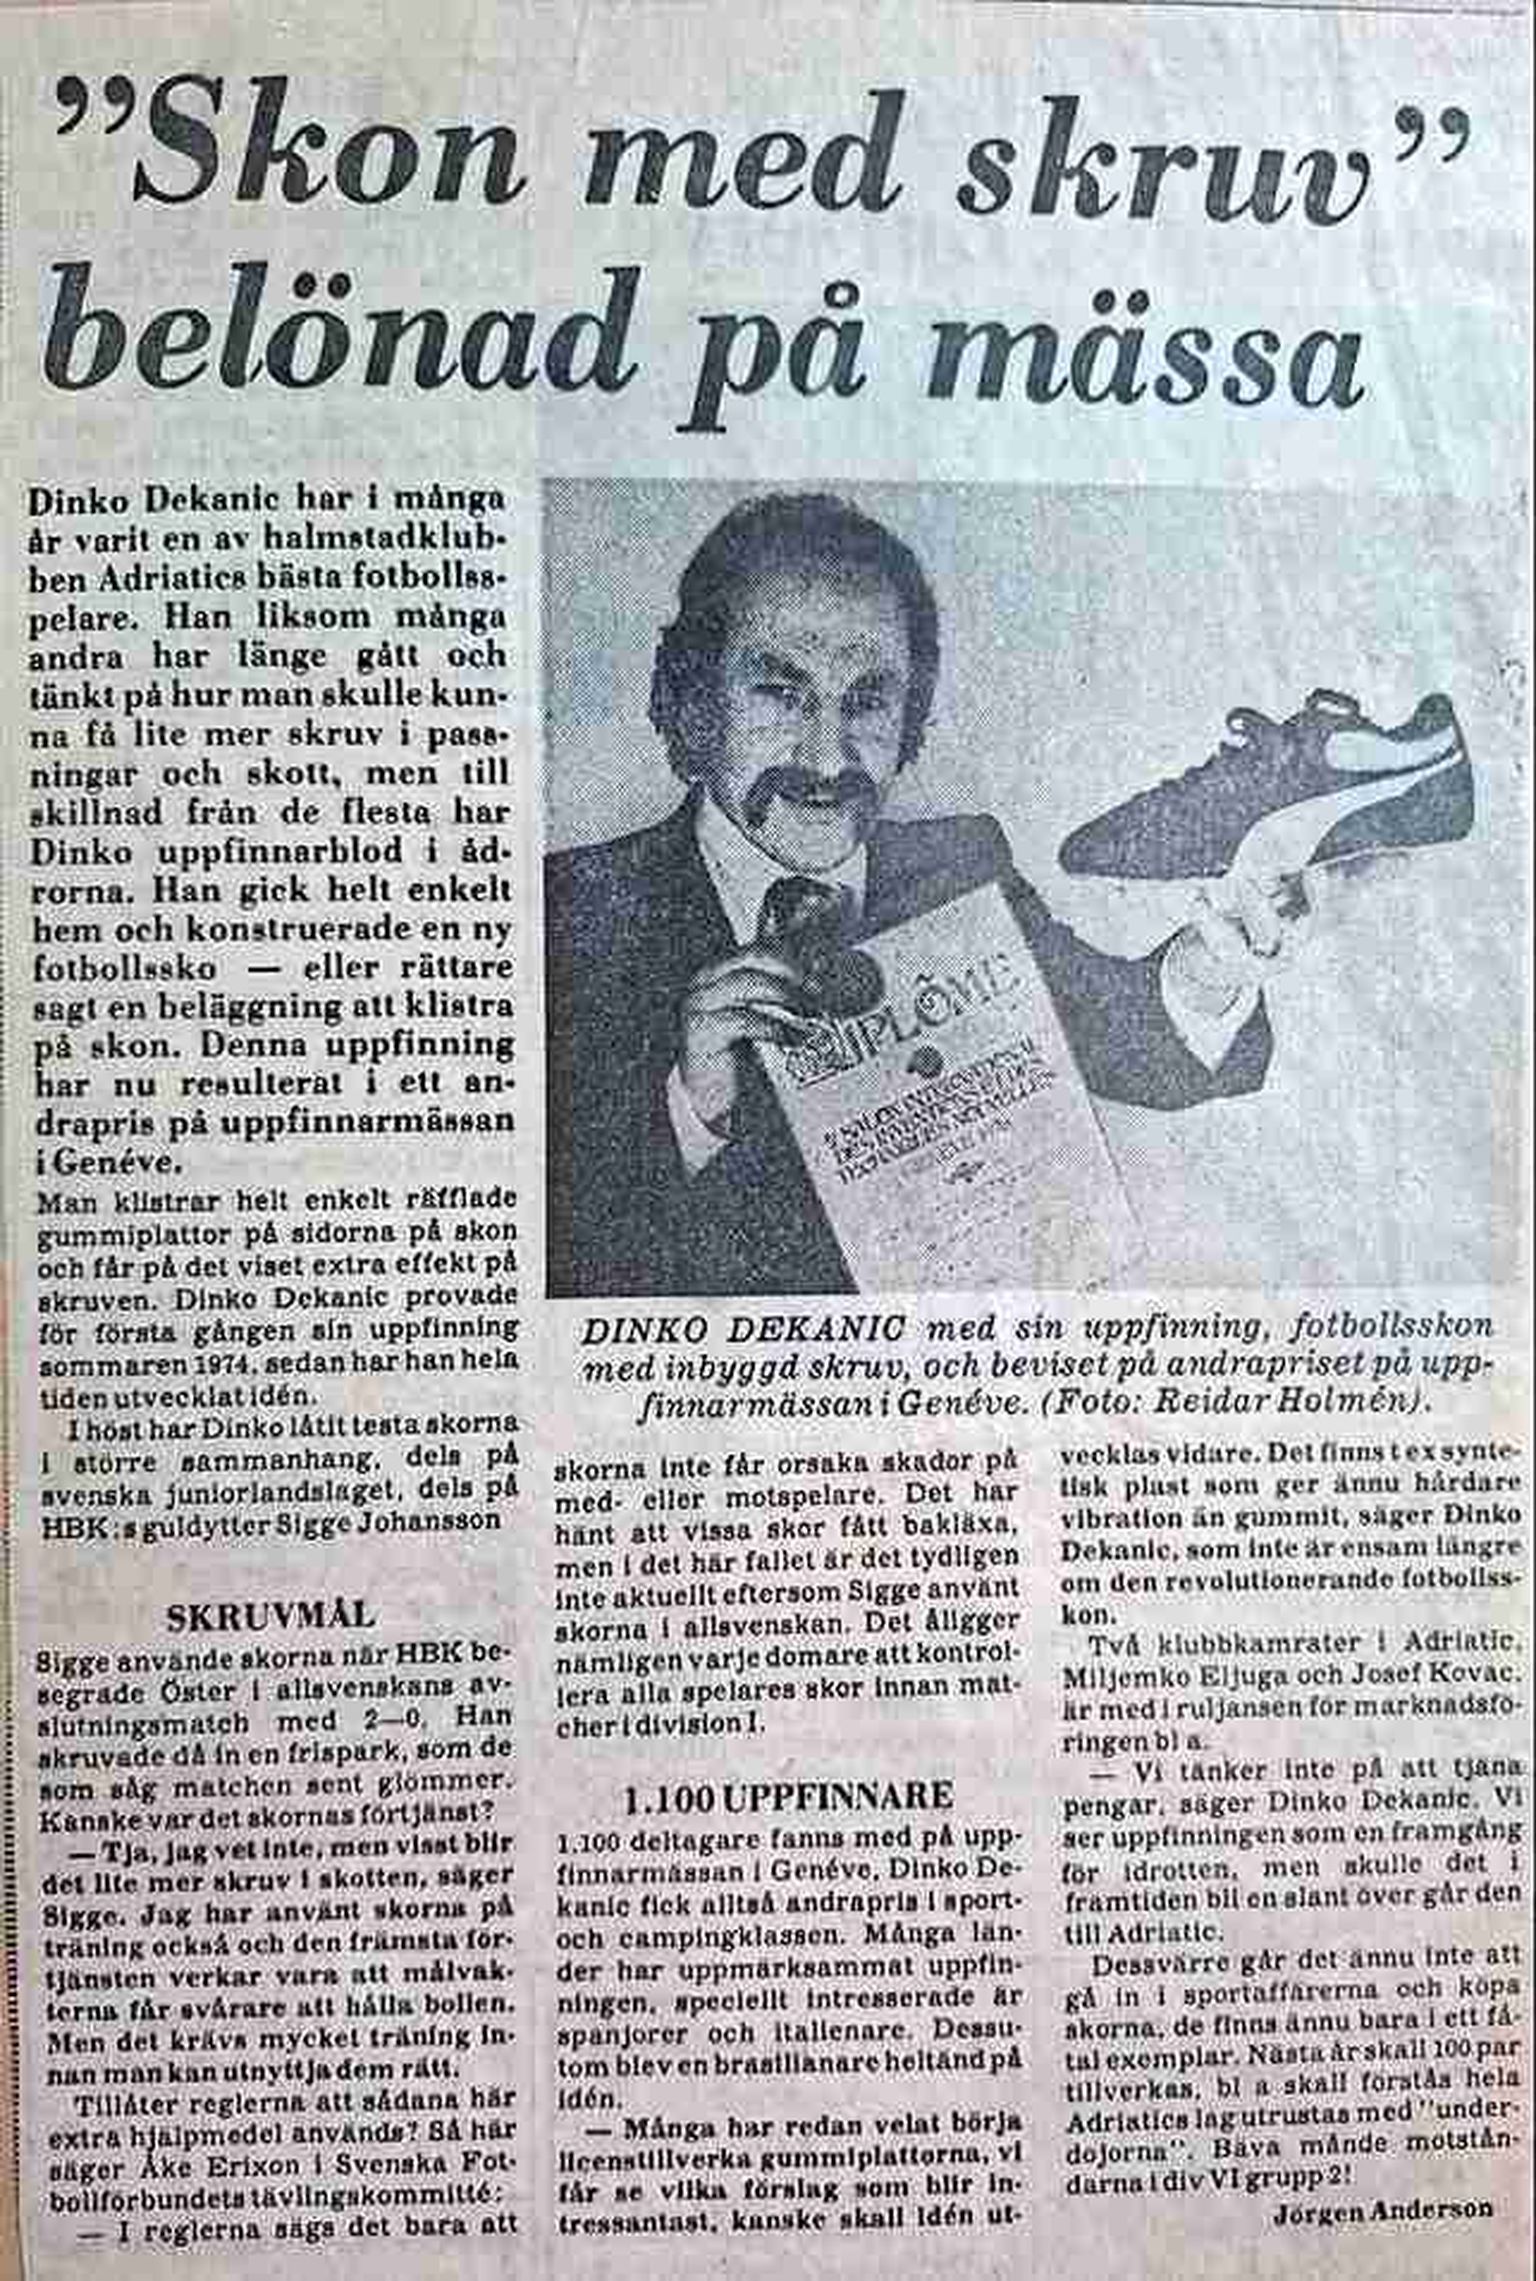 ”Skon med skruv”
belönad på mässa
Dinko Dekanic har i många
år varit en av halmstadklub-
ben Adriatics bästa fotbollss-
pelare. Han liksom många
andra har länge gått och
tänkt på hur man skulle kun-
na få lite mer skruv i pass-
ningar och skott, men till
skillnad från de flesta har
Dinko uppfinnarblod i åd-
rorna. Han gick helt enkelt
hem och konstruerade en ny
fotbollssko — eller rättare
sagt en beläggning att klistra
på skon. Denna uppfinning
har nu resulterat i ett an-
drapris på uppfinnarmässan
i Genéve.
Man klistrar helt enkelt räfflade
gummiplattor på sidorna på skon
och får på det viset extra effekt på
skruven. Dinko Dekanic provade
för första gången sin uppfinning
sommaren 1974, sedan har han hela
tiden utvecklat idén.
I höst har Dinko låtit testa skorna
i större sammanhang, dels på
svenska juniorlandslaget, dels på
HBK:s guldytter Sigge Johansson
SKRUVMÅL
Sigge använde skorna när HBK be-
segrade Öster i allsvenskans av-
slutningsmatch med 2—0. Han
skruvade då in en frispark, som de
som såg matchen sent glömmer.
Kanske var det skornas förtjänst?
— Tja, jag vet inte, men visst blir
det lite mer skruv i skotten, säger
Sigge. Jag har använt skorna på
träning också och den främsta för-
tjänsten verkar vara att målvak-
terna får svårare att hålla bollen.
Men det krävs mycket träning in-
nan man kan utnyttja dem rätt.
Tillåter reglerna att sådana här
extra hjälpmedel används? Så här
säger Åke Erixon i Svenska Fot-
bollförbundets tävlingskommitté:
— I reglerna sägs det bara att
DIPLÔME
DINKO DEKANIC med sin uppfinning, fotbollsskon
med inbyggd skruv, och beviset på andrapriset på upp-
finnarmässan i Genéve. (Foto: Reidar Holmén).
skorna inte får orsaka skador på
med- eller motspelare. Det har
hänt att vissa skor fått bakläxa,
men i det här fallet är det tydligen
inte aktuellt eftersom Sigge använt
skorna i allsvenskan. Det åligger
nämligen varje domare att kontrol-
lera alla spelares skor innan mat-
cher i division I.
1.100 UPPFINNARE
1.100 deltagare fanns med på upp-
finnarmässan i Genéve. Dinko De-
kanic fick alltså andrapris i sport-
och campingklassen. Många län-
der har uppmärksammat uppfin-
ningen, speciellt intresserade är
spanjorer och italienare. Dessu-
tom blev en brasilianare heltänd på
idén.
— Många har redan velat börja
licenstillverka gummiplattorna, vi
får se vilka förslag som blir in-
tressantast, kanske skall idén ut-
vecklas vidare. Det finns t ex synte-
tisk plast som ger ännu hårdare
vibration än gummit, säger Dinko
Dekanic, som inte är ensam längre
om den revolutionerande fotbollss-
kon.
Två klubbkamrater i Adriatic,
Miljemko Eljuga och Josef Kovac,
är med i ruljansen för marknadsfö-
ringen bl a.
— Vi tänker inte på att tjäna
pengar, säger Dinko Dekanic. Vi
ser uppfinningen som en framgång
för idrotten, men skulle det i
framtiden bli en slant över går den
till Adriatic.
Dessvärre går det ännu inte att
gå in i sportaffärerna och köpa
skorna, de finns ännu bara i ett få-
tal exemplar. Nästa år skall 100 par
tillverkas, bl a skall förstås hela
Adriatics lag utrustas med "under-
dojorna". Bäva månde motstån-
darna i div VI grupp 2!
Jörgen Anderson